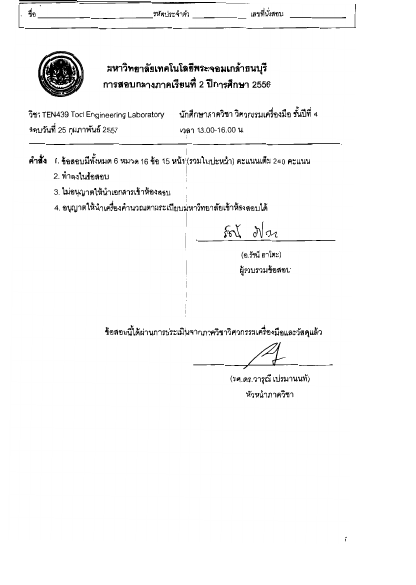 ชื่อ รหัสประจำตัว เลขที่นั่งสอบ
มหาวิทยาลัยเทคโนโลยีพระจอมเกล้าธนบุรี
การสอบกลางภาคเรียนที่ 2 ปีการศึกษา 2556
วิชา TEN439 Tool Engineering Laboratory นักศึกษาภาควิชา วิศวกรรมเครื่องมือ ชั้นปีที่ 4
สอบวันที่ 25 กุมภาพันธ์ 2557 เวลา 13.00-16.00 น.
คำสั่ง 1. ข้อสอบมีทั้งหมด 6 หมวด 16 ข้อ 15 หน้า (รวมใบปะหน้า) คะแนนเต็ม 240 คะแนน
2. ทำลงในข้อสอบ
3. ไม่อนุญาตให้นำเอกสารเข้าห้องสอบ
4. อนุญาตให้นำเครื่องคำนวณตามระเบียบมหาวิทยาลัยเข้าห้องสอบได้
(อ.รัชนี ฮาโตะ)
ผู้รวบรวมข้อสอบ
ข้อสอบนี้ได้ผ่านการประเมินจากภาควิชาวิศวกรรมเครื่องมือและวัสดุแล้ว
(รศ.ดร.วารุณี เปรมานนท์)
หัวหน้าภาควิชา